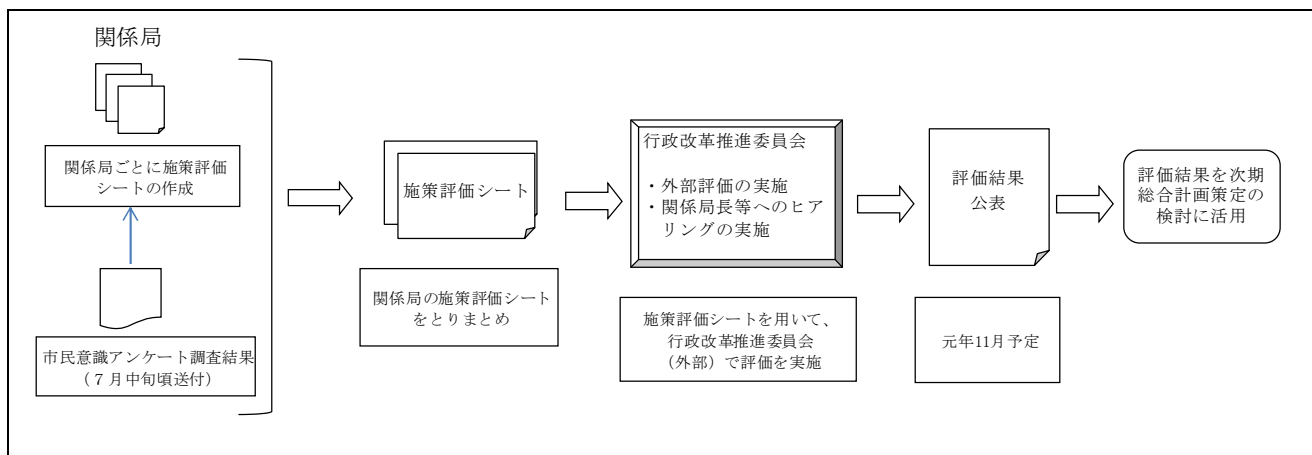 関係局
関係局ごとに施策評価
シートの作成
市民意識アンケート調査結果
(7月中旬頃送付)
施策評価シート
関係局の施策評価シート
をとりまとめ
行政改革推進委員会
・外部評価の実施
・関係局長等へのヒア
リングの実施
施策評価シートを用いて、
行政改革推進委員会
(外部)で評価を実施
評価結果
公表
元年11月予定
評価結果を次期
総合計画策定の
検討に活用